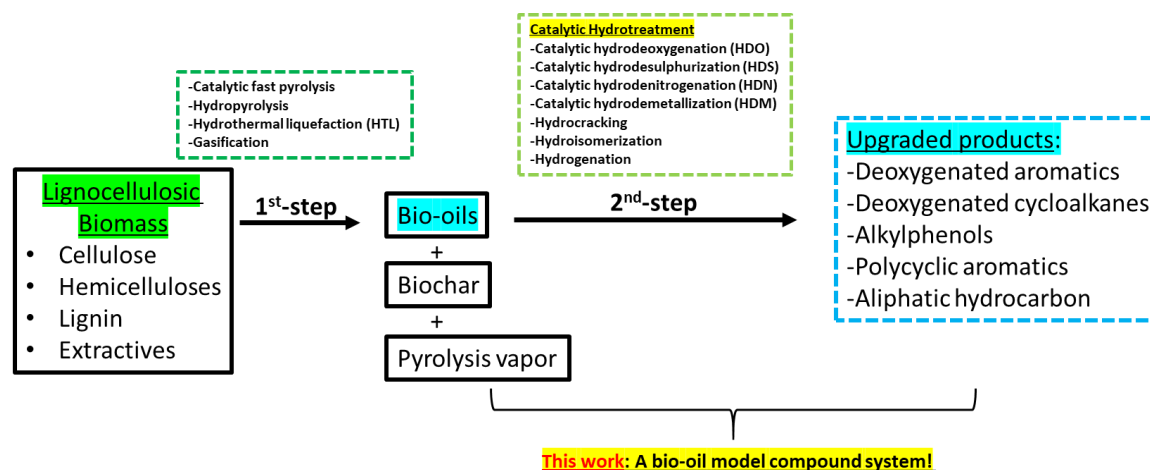 Catalytic Hydrotreatment
-Catalytic hydrodeoxygenation (HDO)
-Catalytic hydrodesulphurization (HDS)
-Catalytic hydrodenitrogenation (HDN)
-Catalytic hydrodemetallization (HDM)
-Hydrocracking
-Hydroisomerization
-Hydrogenation
-Catalytic fast pyrolysis
-Hydropyrolysis
-Hydrothermal liquefaction (HTL)
-Gasification
Lignocellulosic
Biomass
• Cellulose
• Hemicelluloses
• Lignin
• Extractives
1st-step
Bio-oils
+
Biochar
+
Pyrolysis vapor
2nd-step
Upgraded products:
-Deoxygenated aromatics
-Deoxygenated cycloalkanes
-Alkylphenols
-Polycyclic aromatics
-Aliphatic hydrocarbon
This work: A bio-oil model compound system!